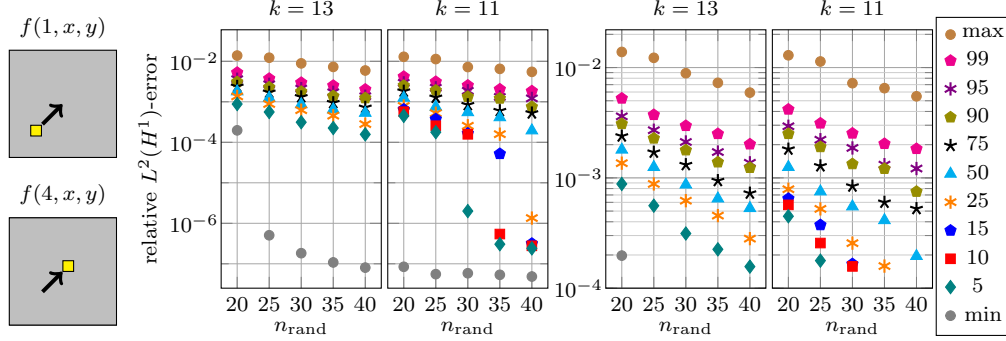 f(1, x, y)
f(4, x, y)
relative L²(H¹)-error
k = 13
k = 11
10⁻²
10⁻⁴
10⁻⁶
20 25 30 35 40
20 25 30 35 40
n_rand
n_rand
k = 13
k = 11
10⁻²
10⁻³
10⁻⁴
20 25 30 35 40
20 25 30 35 40
n_rand
n_rand
max
99
95
90
75
50
25
15
10
5
min